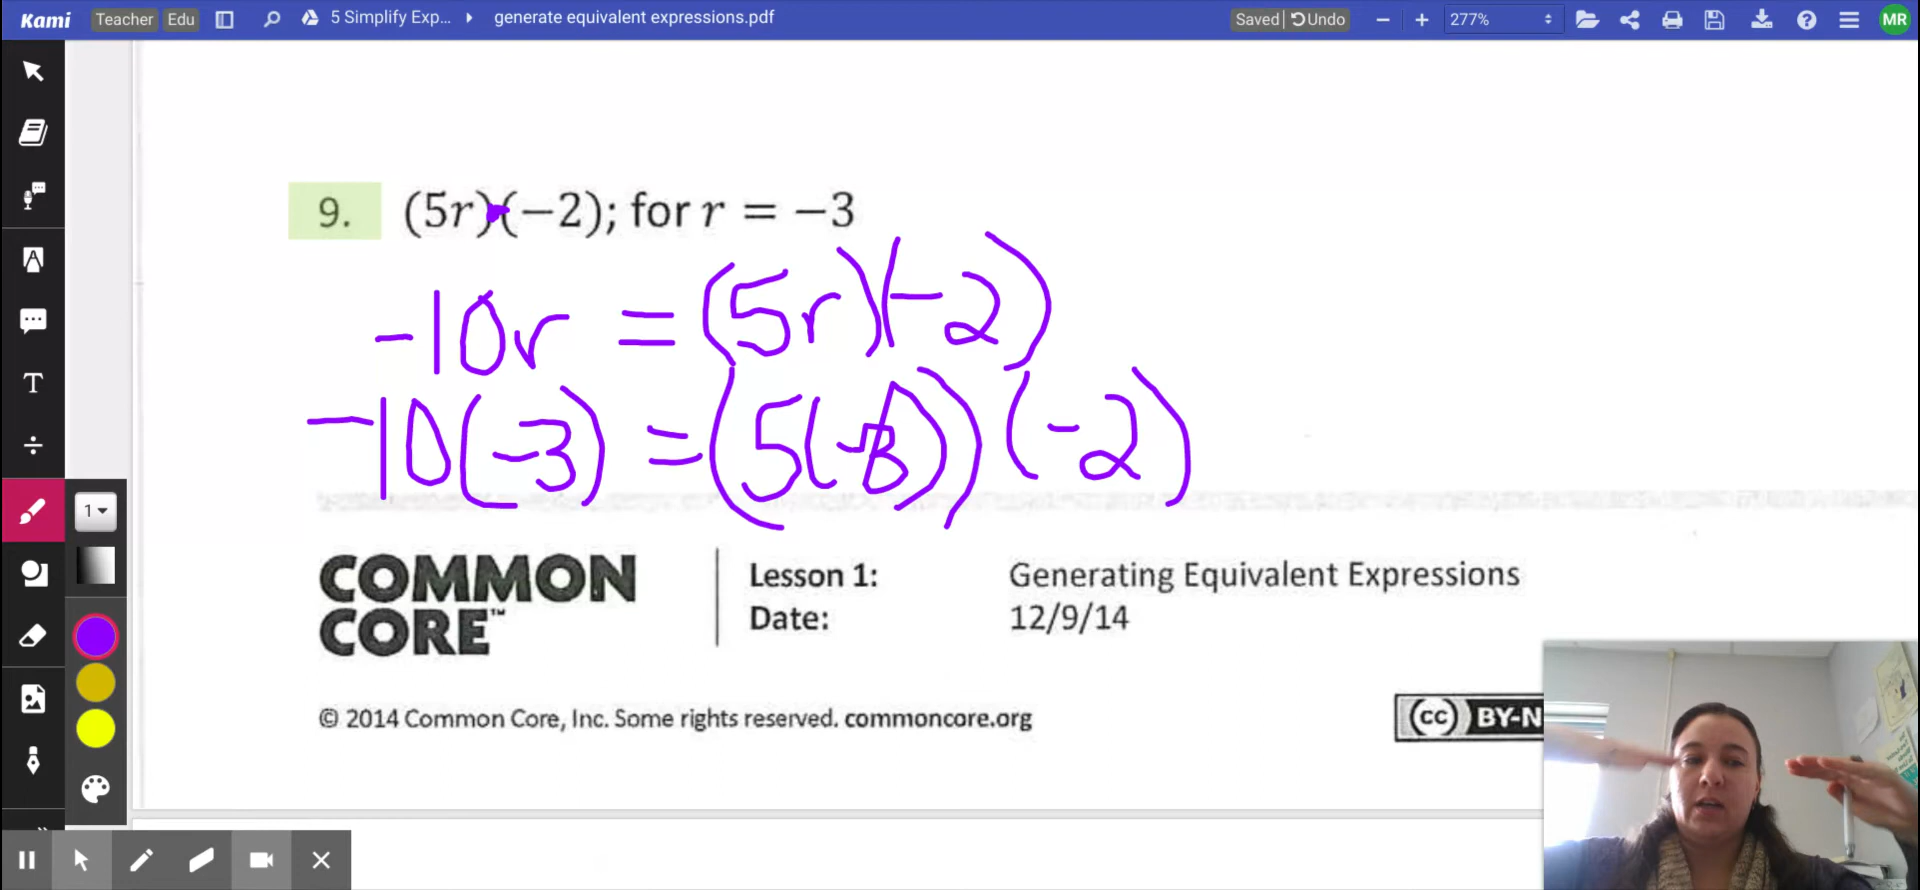 Kami Teacher Edu 5 Simplify Exp... generate equivalent expressions.pdf Saved Undo 277% MR
9. (5r)(−2); for r = −3
-10r = (5r)(-2)
-10(-3) = (5(-3))(-2)
1
T
COMMON CORE™
Lesson 1: Generating Equivalent Expressions
Date: 12/9/14
© 2014 Common Core, Inc. Some rights reserved. commoncore.org
cc BY-N